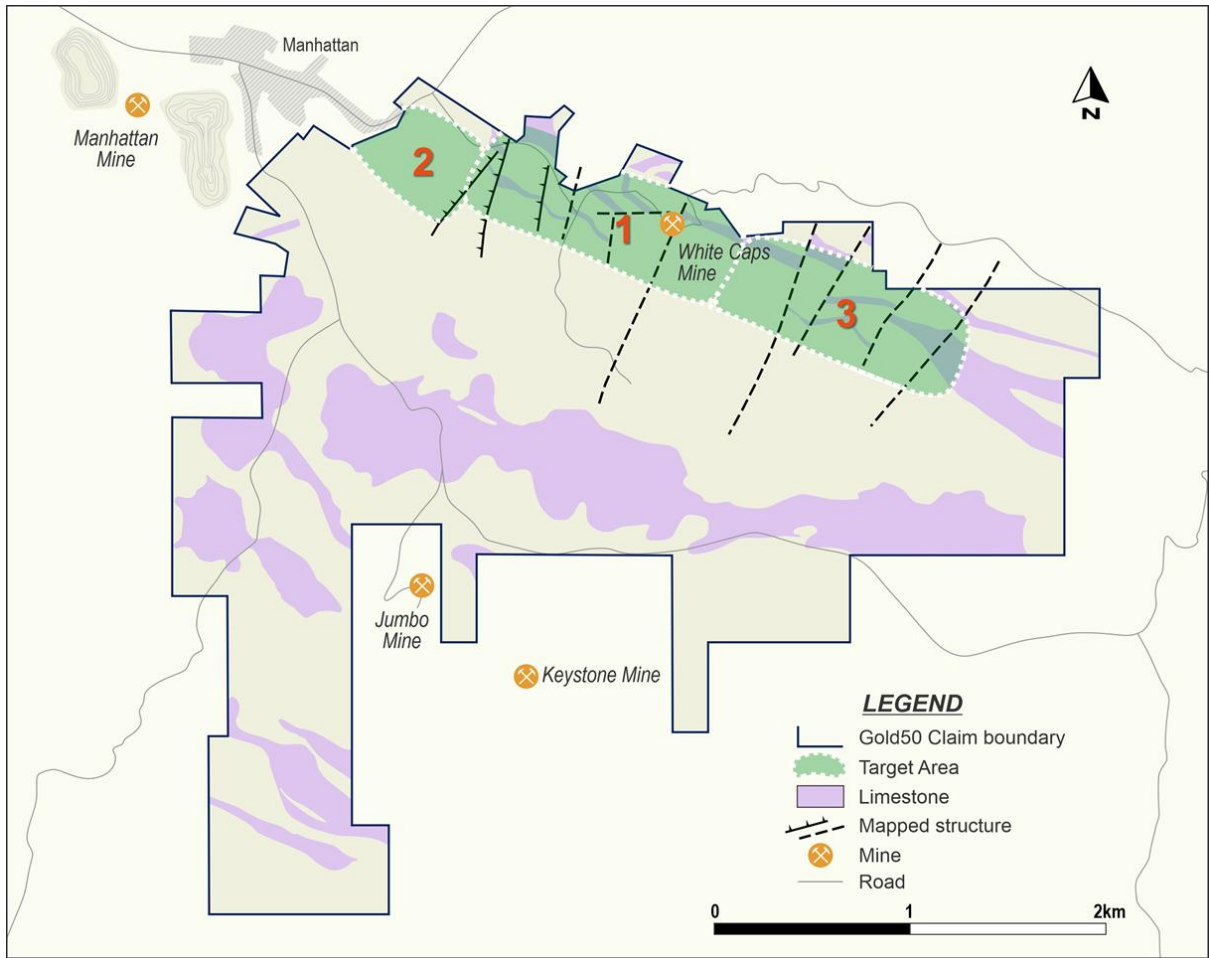 Manhattan
Manhattan
Mine
N
2
1
White Caps
Mine
3
Jumbo
Mine
Keystone Mine
LEGEND
Gold50 Claim boundary
Target Area
Limestone
Mapped structure
Mine
Road
0 1 2km